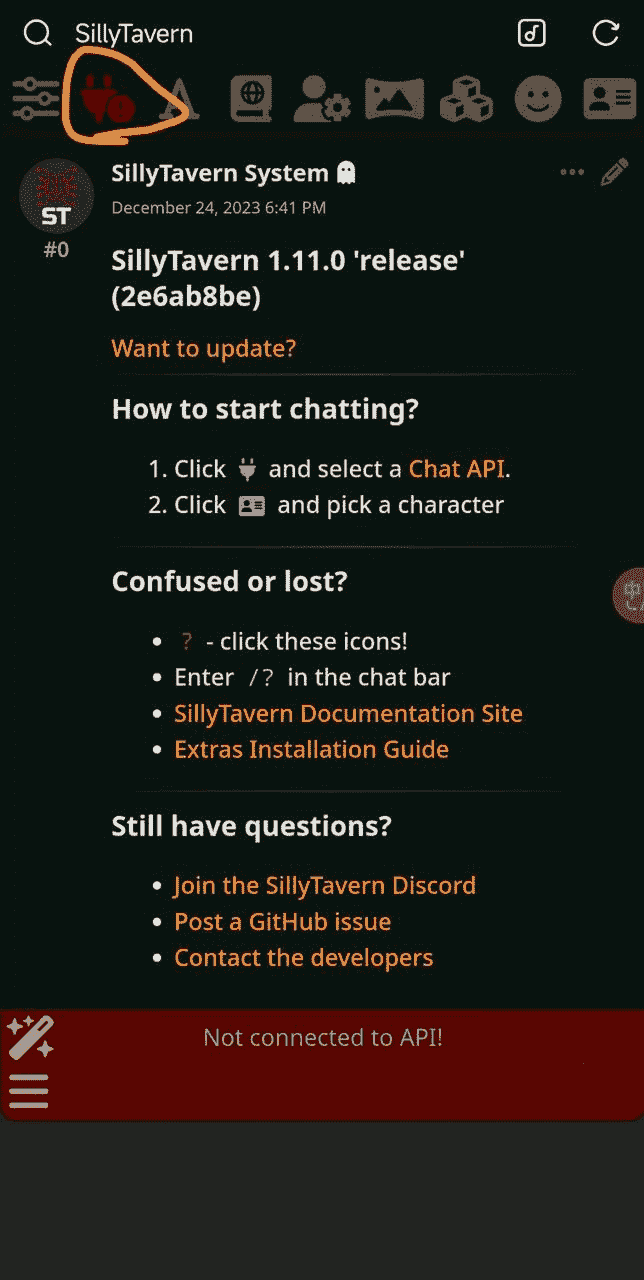 SillyTavern
SillyTavern System
December 24, 2023 6:41 PM
ST
#0
SillyTavern 1.11.0 'release'
(2e6ab8be)
Want to update?
How to start chatting?
1. Click and select a Chat API.
2. Click and pick a character
Confused or lost?
? - click these icons!
Enter /? in the chat bar
SillyTavern Documentation Site
Extras Installation Guide
Still have questions?
Join the SillyTavern Discord
Post a GitHub issue
Contact the developers
Not connected to API!